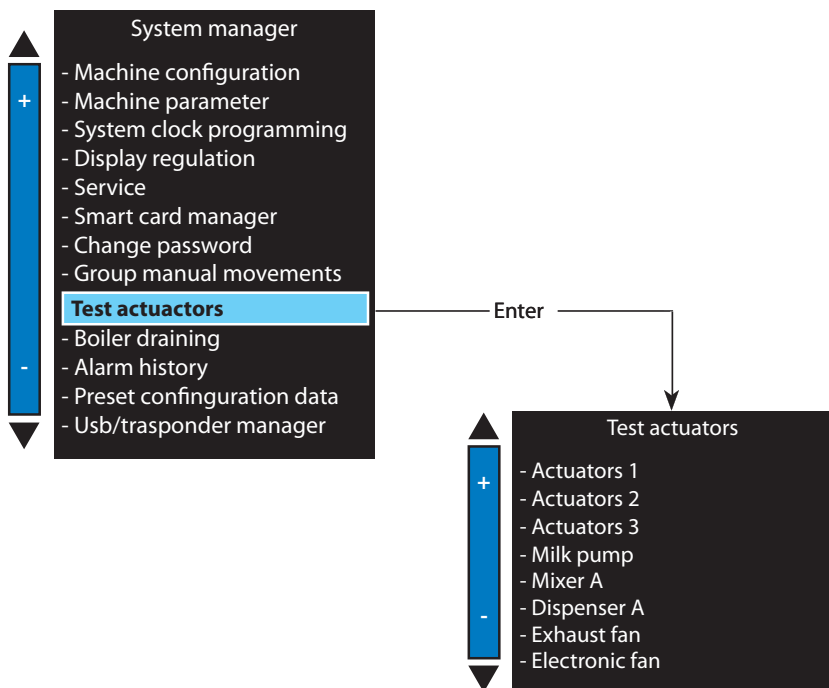 System manager
+
- Machine configuration
- Machine parameter
- System clock programming
- Display regulation
- Service
- Smart card manager
- Change password
- Group manual movements
Test actuactors
- Boiler draining
- Alarm history
- Preset confinguration data
- Usb/trasponder manager
-
Enter
Test actuators
+
- Actuators 1
- Actuators 2
- Actuators 3
- Milk pump
- Mixer A
- Dispenser A
- Exhaust fan
- Electronic fan
-